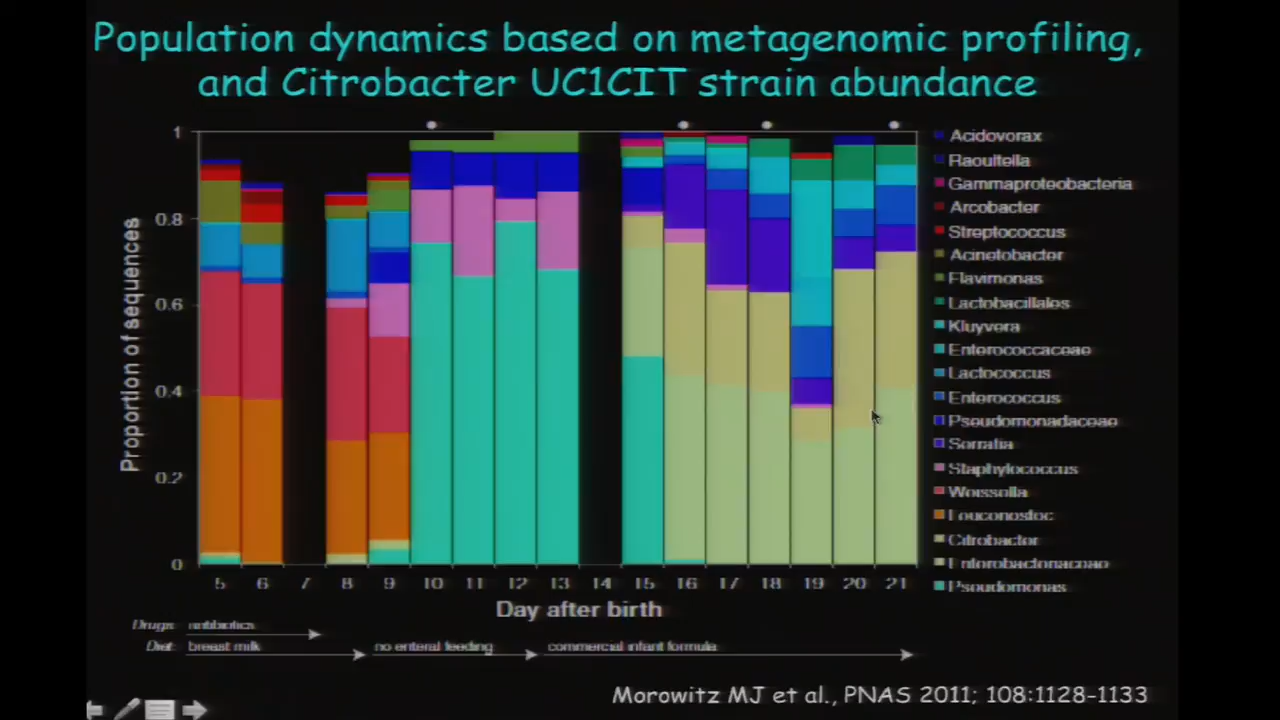 Population dynamics based on metagenomic profiling,
and Citrobacter UC1CIT strain abundance
1
0.8
0.6
0.4
0.2
0
Proportion of sequences
5 6 7 8 9 10 11 12 13 14 15 16 17 18 19 20 21
Day after birth
Acidovorax
Raoultella
Gammaproteobacteria
Arcobacter
Streptococcus
Acinetobacter
Flavimonas
Lactobacillales
Kluyvera
Enterococcaceae
Lactococcus
Enterococcus
Pseudomonadaceae
Serratia
Staphylococcus
Weissella
Leuconostoc
Citrobacter
Enterobacteriaceae
Pseudomonas
Drugs: antibiotics
Diet: breast milk no enteral feeding commercial infant formula
Morowitz MJ et al., PNAS 2011; 108:1128-1133